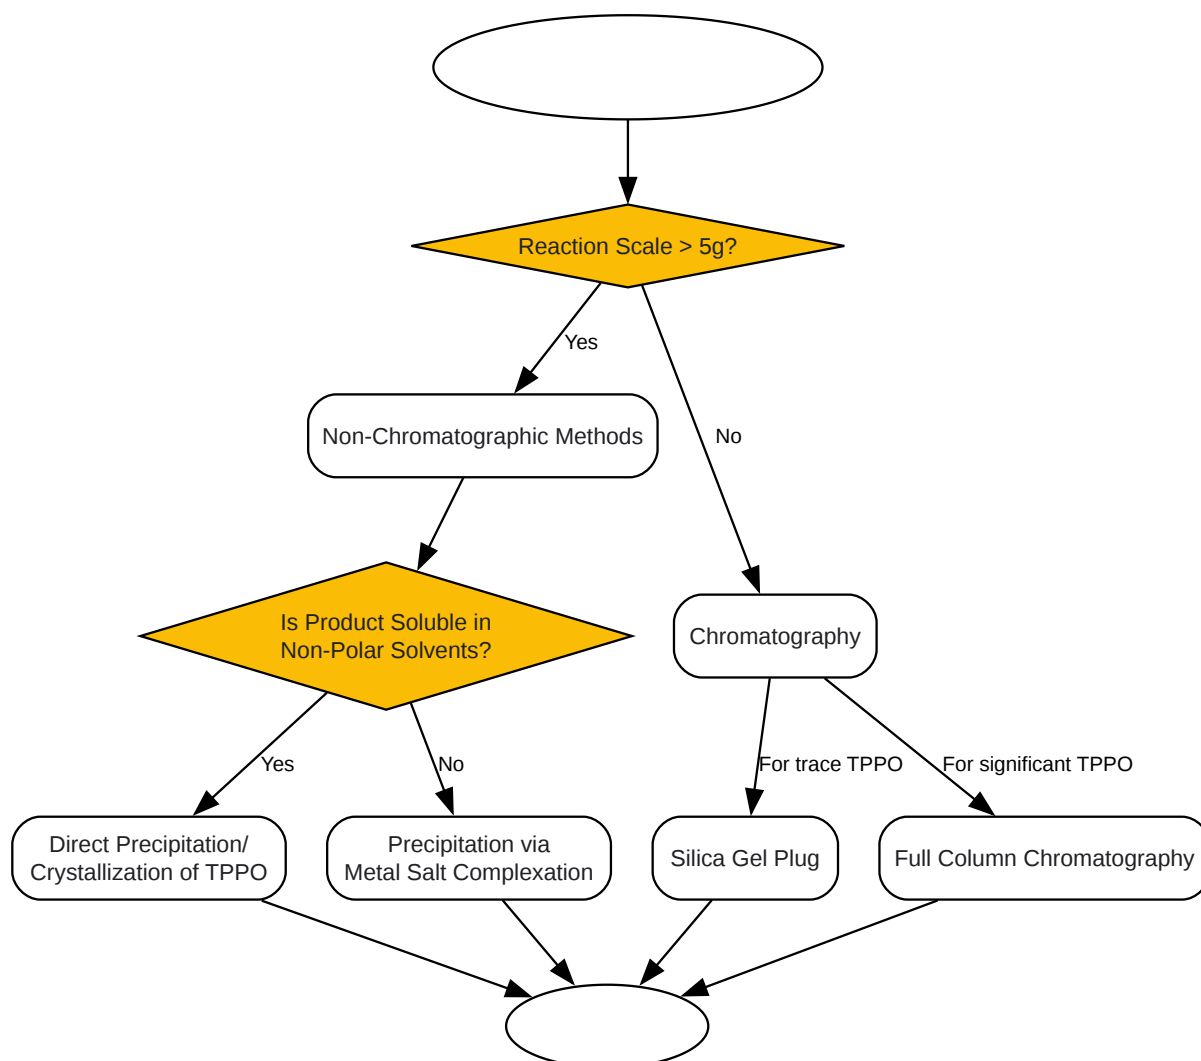 Reaction Scale > 5g?
Yes
Non-Chromatographic Methods
No
Is Product Soluble in
Non-Polar Solvents?
Chromatography
Yes
No
For trace TPPO
For significant TPPO
Direct Precipitation/
Crystallization of TPPO
Precipitation via
Metal Salt Complexation
Silica Gel Plug
Full Column Chromatography